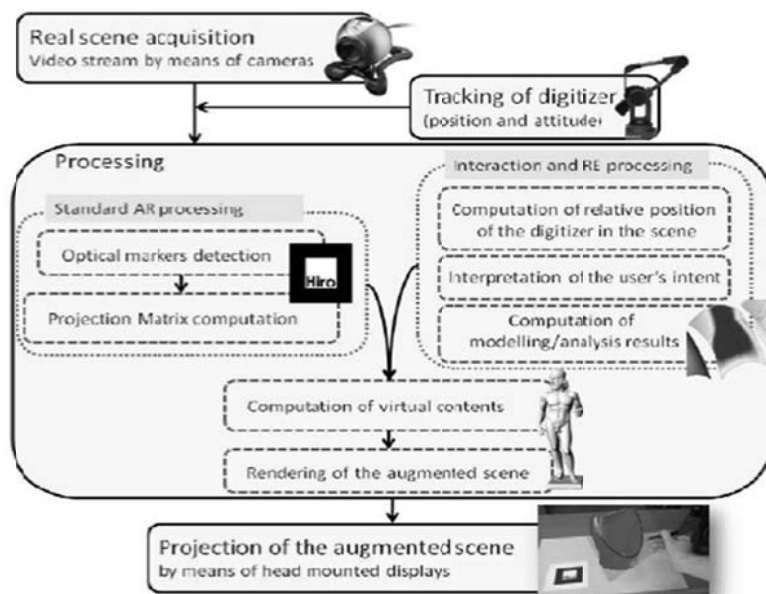 Real scene acquisition
Video stream by means of cameras
Tracking of digitizer
(position and attitude)
Processing
Interaction and RE processing
Standard AR processing
Computation of relative position
of the digitizer in the scene
Optical markers detection
Hiro
Interpretation of the user's intent
Projection Matrix computation
Computation of
modelling/analysis results
Computation of virtual contents
Rendering of the augmented scene
Projection of the augmented scene
by means of head mounted displays